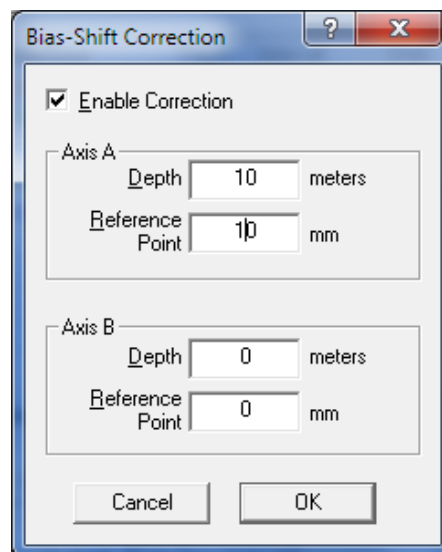 Bias-Shift Correction
Enable Correction
Axis A
Depth 10 meters
Reference Point 10 mm
Axis B
Depth 0 meters
Reference Point 0 mm
Cancel OK